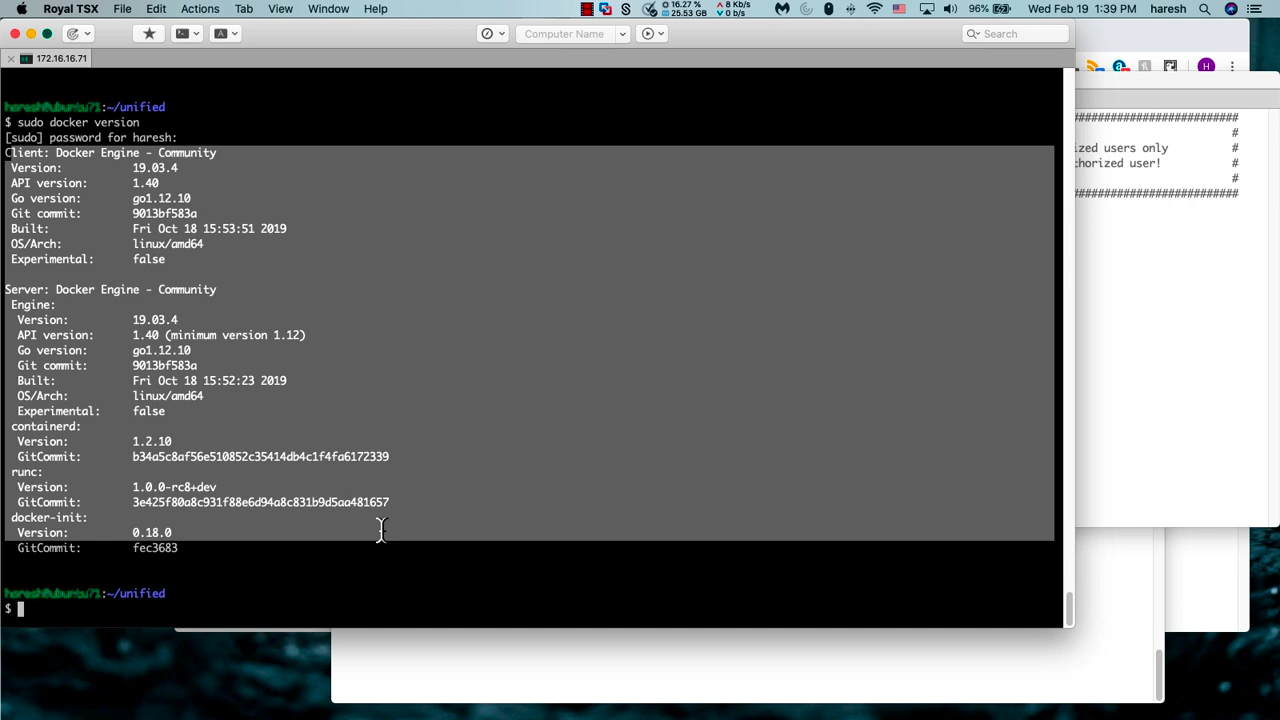 Royal TSX File Edit Actions Tab View Window Help 16.27 % 25.53 GB 8 Kb/s 0 b/s 96% Wed Feb 19 1:39 PM haresh
Computer Name Search
172.16.16.71
haresh@ubuntu71:~/unified
$ sudo docker version
[sudo] password for haresh:
Client: Docker Engine - Community
Version: 19.03.4
API version: 1.40
Go version: go1.12.10
Git commit: 9013bf583a
Built: Fri Oct 18 15:53:51 2019
OS/Arch: linux/amd64
Experimental: false
Server: Docker Engine - Community
Engine:
Version: 19.03.4
API version: 1.40 (minimum version 1.12)
Go version: go1.12.10
Git commit: 9013bf583a
Built: Fri Oct 18 15:52:23 2019
OS/Arch: linux/amd64
Experimental: false
containerd:
Version: 1.2.10
GitCommit: b34a5c8af56e510852c35414db4c1f4fa6172339
runc:
Version: 1.0.0-rc8+dev
GitCommit: 3e425f80a8c931f88e6d94a8c831b9d5aa481657
docker-init:
Version: 0.18.0
GitCommit: fec3683
haresh@ubuntu71:~/unified
$
H
##########################
#
ized users only #
horized user! #
#
##########################